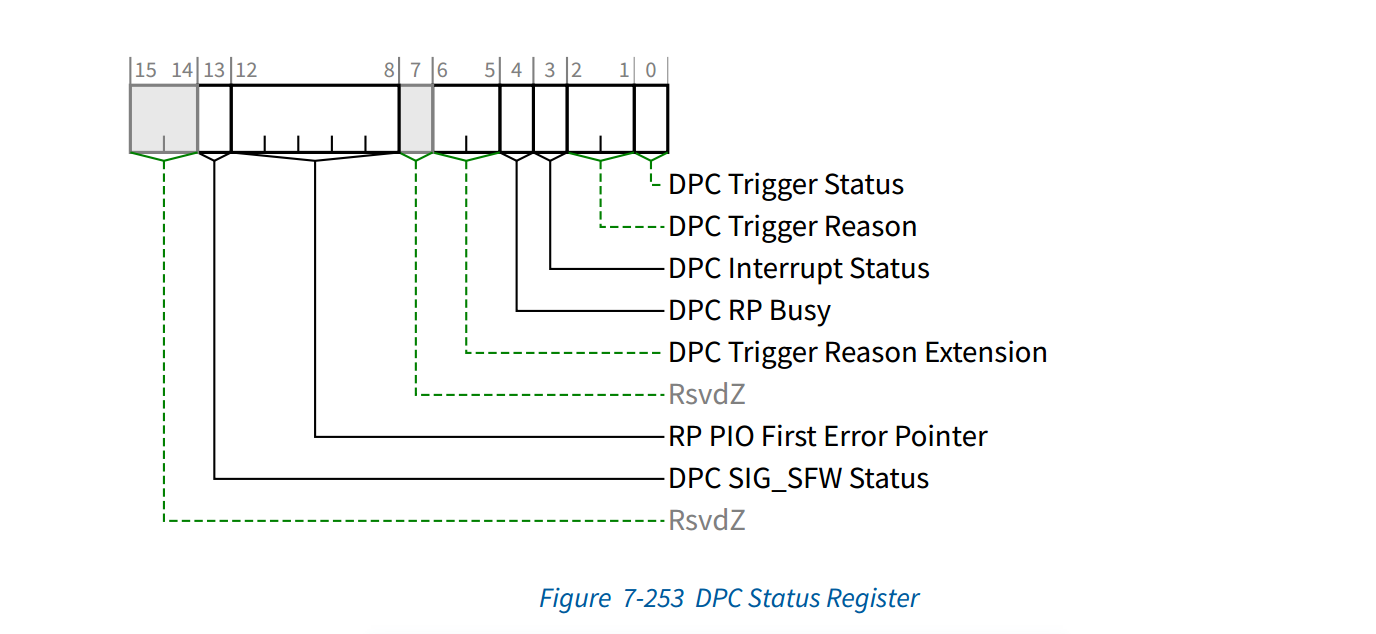 15 14 13 12 8 7 6 5 4 3 2 1 0
DPC Trigger Status
DPC Trigger Reason
DPC Interrupt Status
DPC RP Busy
DPC Trigger Reason Extension
RsvdZ
RP PIO First Error Pointer
DPC SIG_SFW Status
RsvdZ
Figure 7-253 DPC Status Register